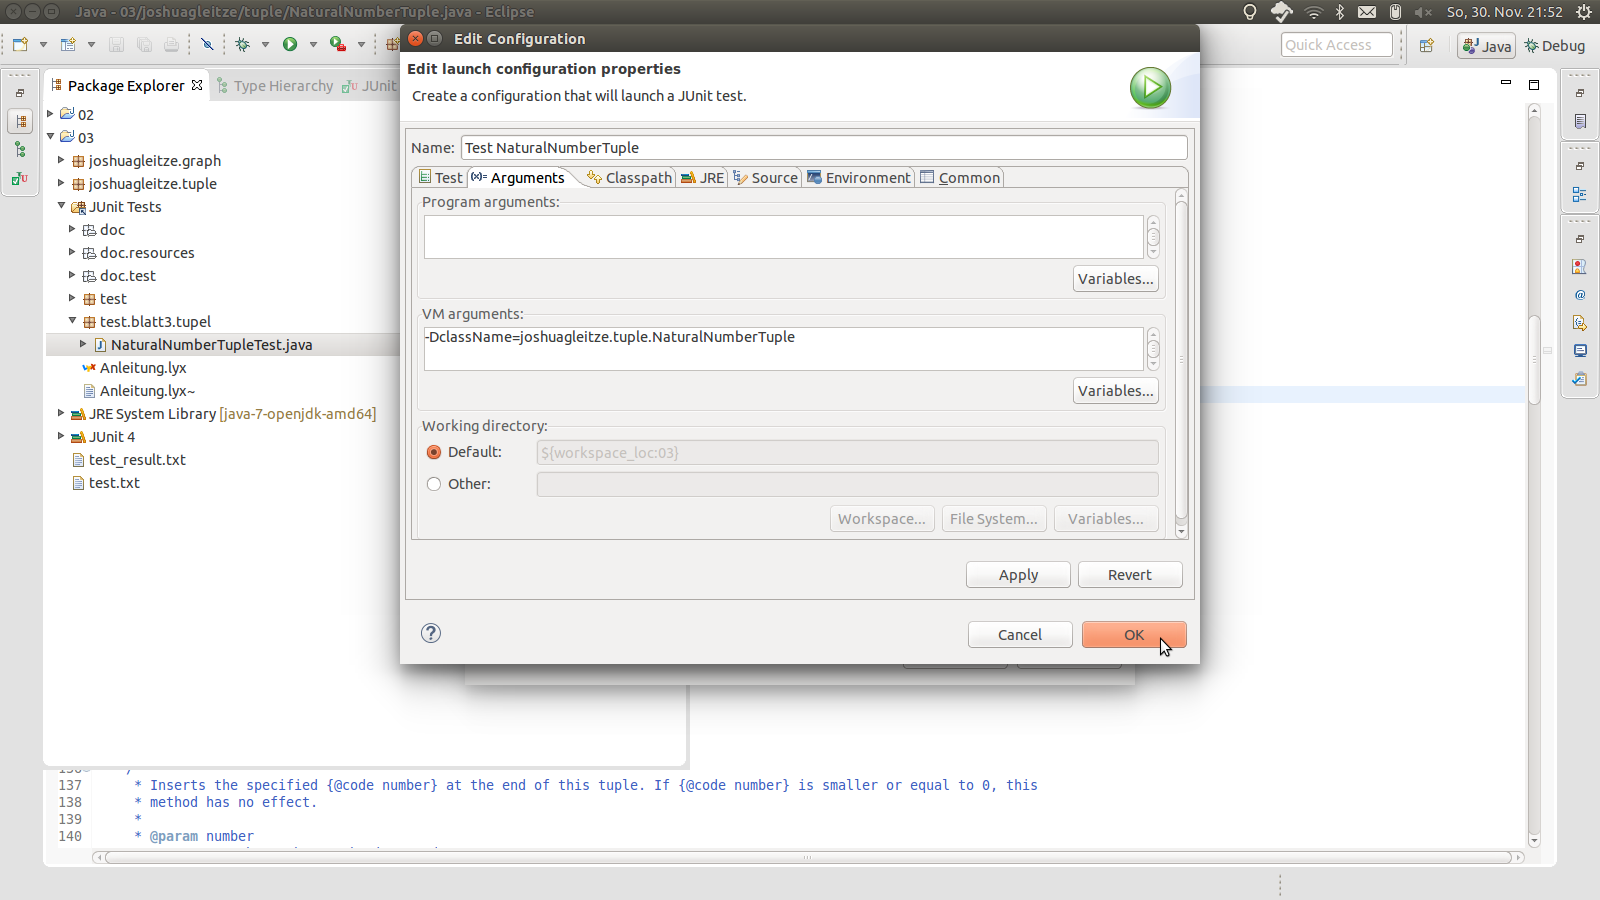 Java - 03/joshuagleitze/tuple/NaturalNumberTuple.java - Eclipse
So, 30. Nov. 21:52
Quick Access
Java
Debug
Package Explorer
Type Hierarchy
JUnit
02
03
joshuagleitze.graph
joshuagleitze.tuple
JUnit Tests
doc
doc.resources
doc.test
test
test.blatt3.tupel
NaturalNumberTupleTest.java
Anleitung.lyx
Anleitung.lyx~
JRE System Library [java-7-openjdk-amd64]
JUnit 4
test_result.txt
test.txt
Edit Configuration
Edit launch configuration properties
Create a configuration that will launch a JUnit test.
Name: Test NaturalNumberTuple
Test
(x)= Arguments
Classpath
JRE
Source
Environment
Common
Program arguments:
Variables...
VM arguments:
-DclassName=joshuagleitze.tuple.NaturalNumberTuple
Variables...
Working directory:
Default: ${workspace_loc:03}
Other:
Workspace... File System... Variables...
Apply Revert
Cancel OK
137 * Inserts the specified {@code number} at the end of this tuple. If {@code number} is smaller or equal to 0, this
138 * method has no effect.
139 *
140 * @param number